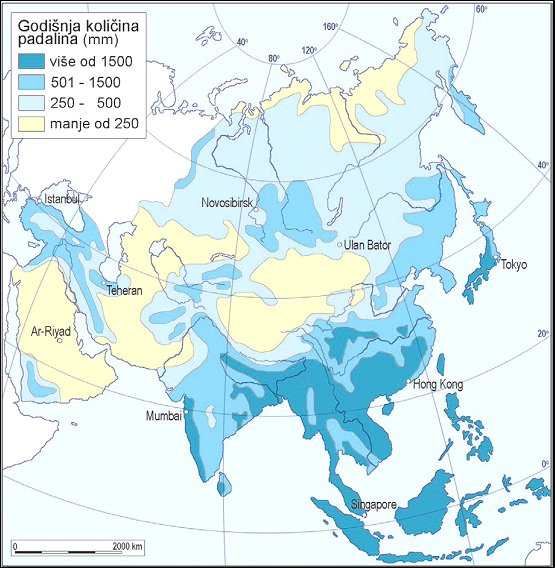 Godišnja količina
padalina (mm)
više od 1500
501 - 1500
250 - 500
manje od 250
40°
80°
120°
160°
60°
Istanbul
Novosibirsk
40°
Ulan Bator
Teheran
Tokyo
Ar-Riyad
20°
Hong Kong
Mumbai
0°
Singapore
0 2000 km